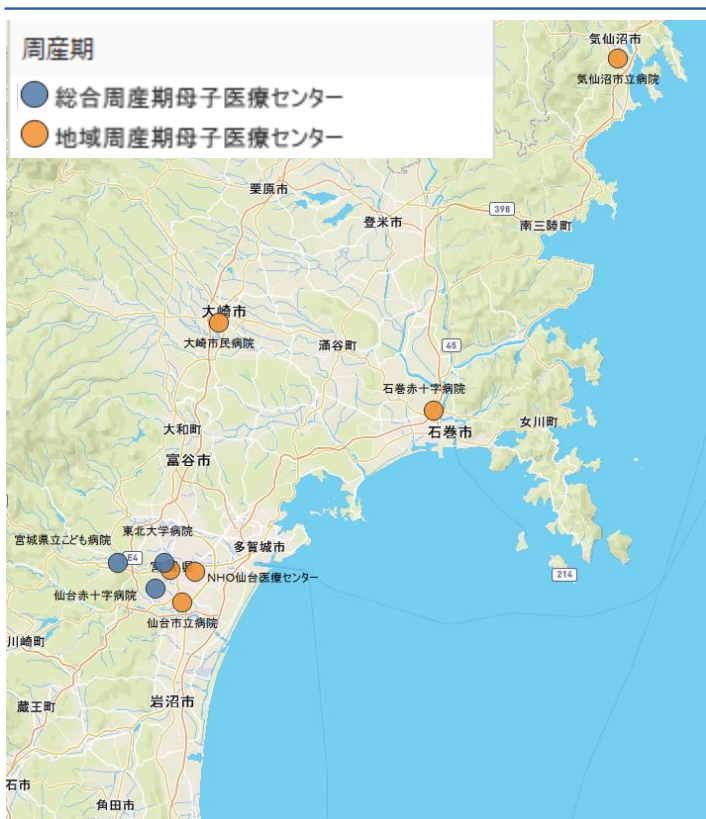 周産期
総合周産期母子医療センター
地域周産期母子医療センター
気仙沼市
気仙沼市立病院
栗原市
登米市
398
南三陸町
大崎市
大崎市民病院
涌谷町
45
石巻赤十字病院
女川町
大和町
石巻市
富谷市
東北大学病院
宮城県立こども病院
多賀城市
E4
NHO仙台医療センター
214
仙台赤十字病院
仙台市立病院
川崎町
岩沼市
蔵王町
石市
角田市